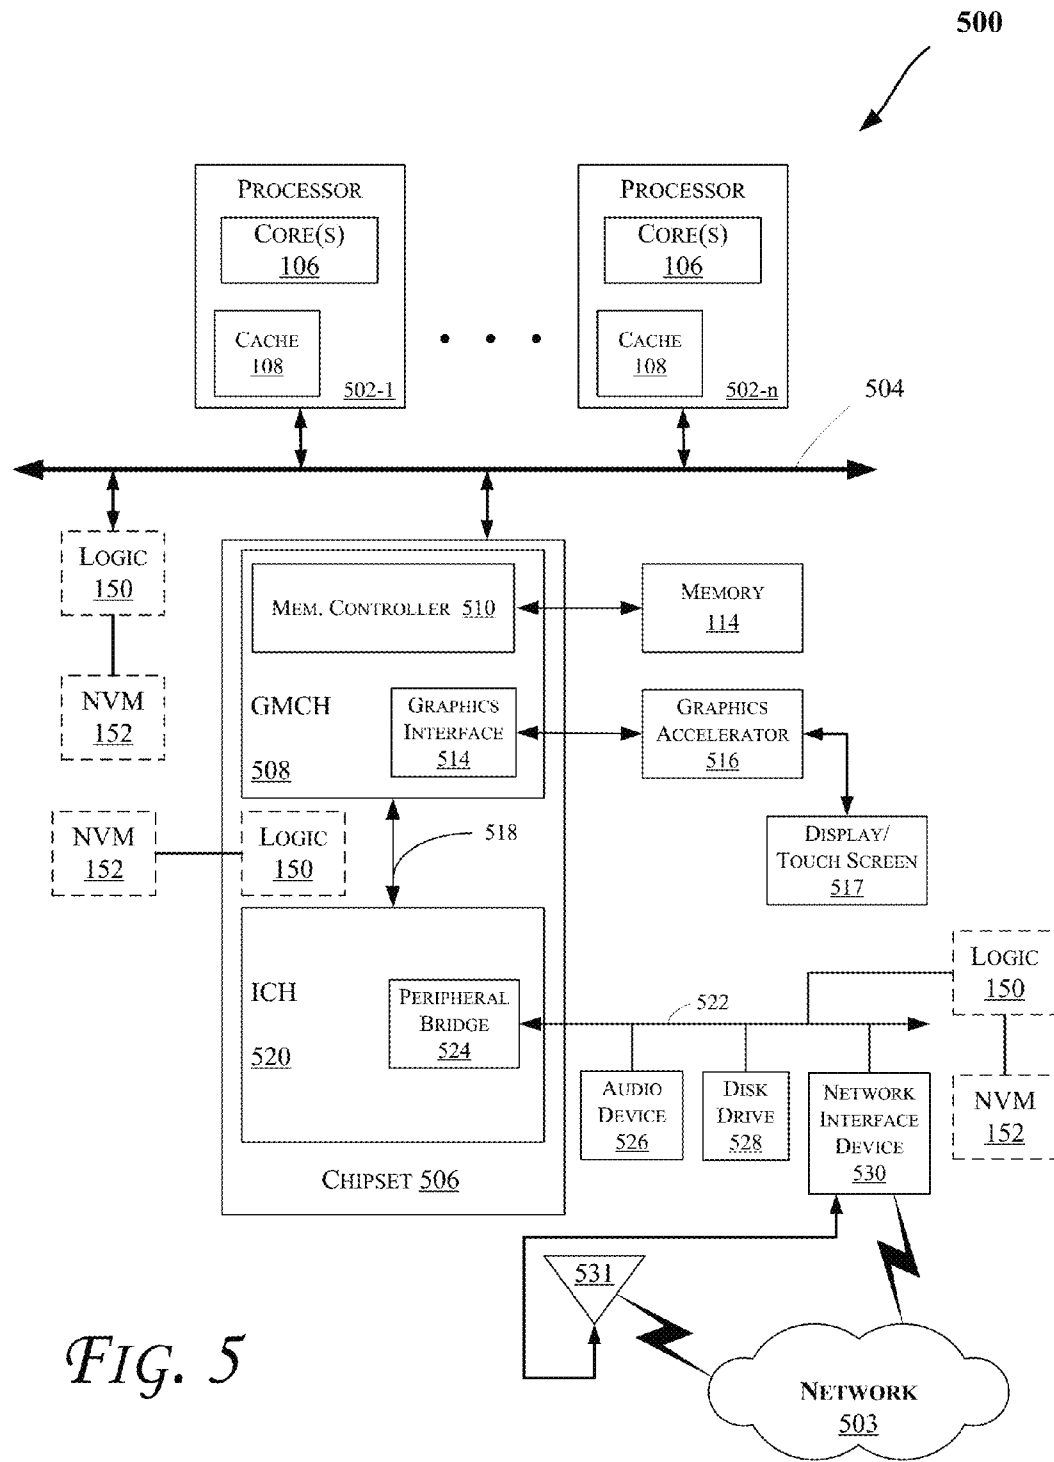 500
PROCESSOR
CORE(S)
106
CACHE
108
502-1
PROCESSOR
CORE(S)
106
CACHE
108
502-n
504
LOGIC
150
NVM
152
MEM. CONTROLLER 510
GMCH
508
GRAPHICS
INTERFACE
514
MEMORY
114
GRAPHICS
ACCELERATOR
516
DISPLAY/
TOUCH SCREEN
517
NVM
152
LOGIC
150
518
ICH
520
PERIPHERAL
BRIDGE
524
522
LOGIC
150
NVM
152
AUDIO
DEVICE
526
DISK
DRIVE
528
NETWORK
INTERFACE
DEVICE
530
CHIPSET 506
531
NETWORK
503
FIG. 5